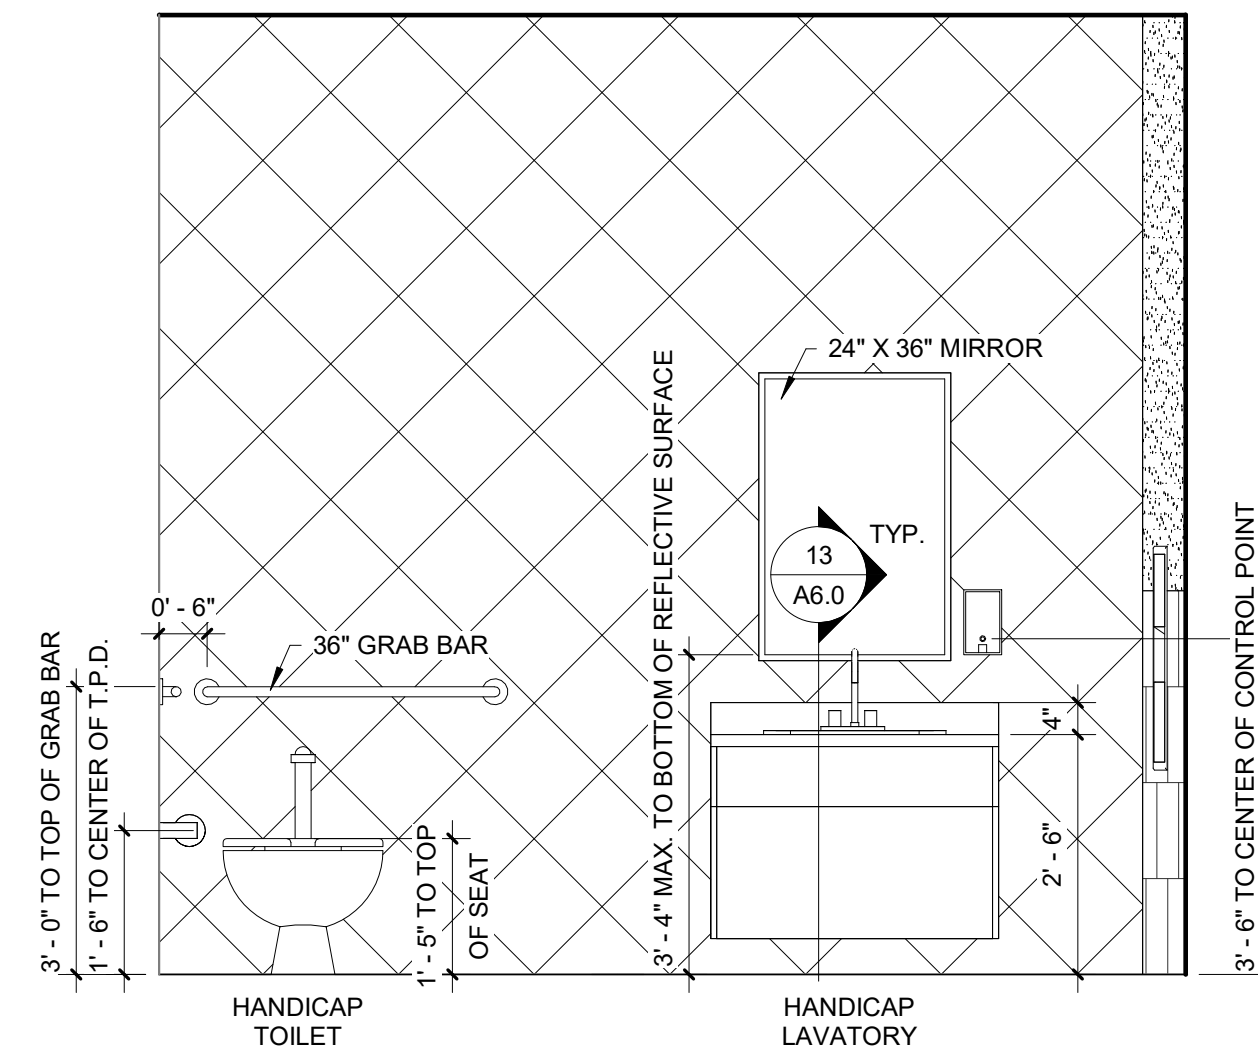 24" X 36" MIRROR
TYP.
13
A6.0
0' - 6"
36" GRAB BAR
3' - 0" TO TOP OF GRAB BAR
1' - 6" TO CENTER OF T.P.D.
1' - 5" TO TOP
OF SEAT
3' - 4" MAX. TO BOTTOM OF REFLECTIVE SURFACE
4"
2' - 6"
3' - 6" TO CENTER OF CONTROL POINT
HANDICAP
TOILET
HANDICAP
LAVATORY